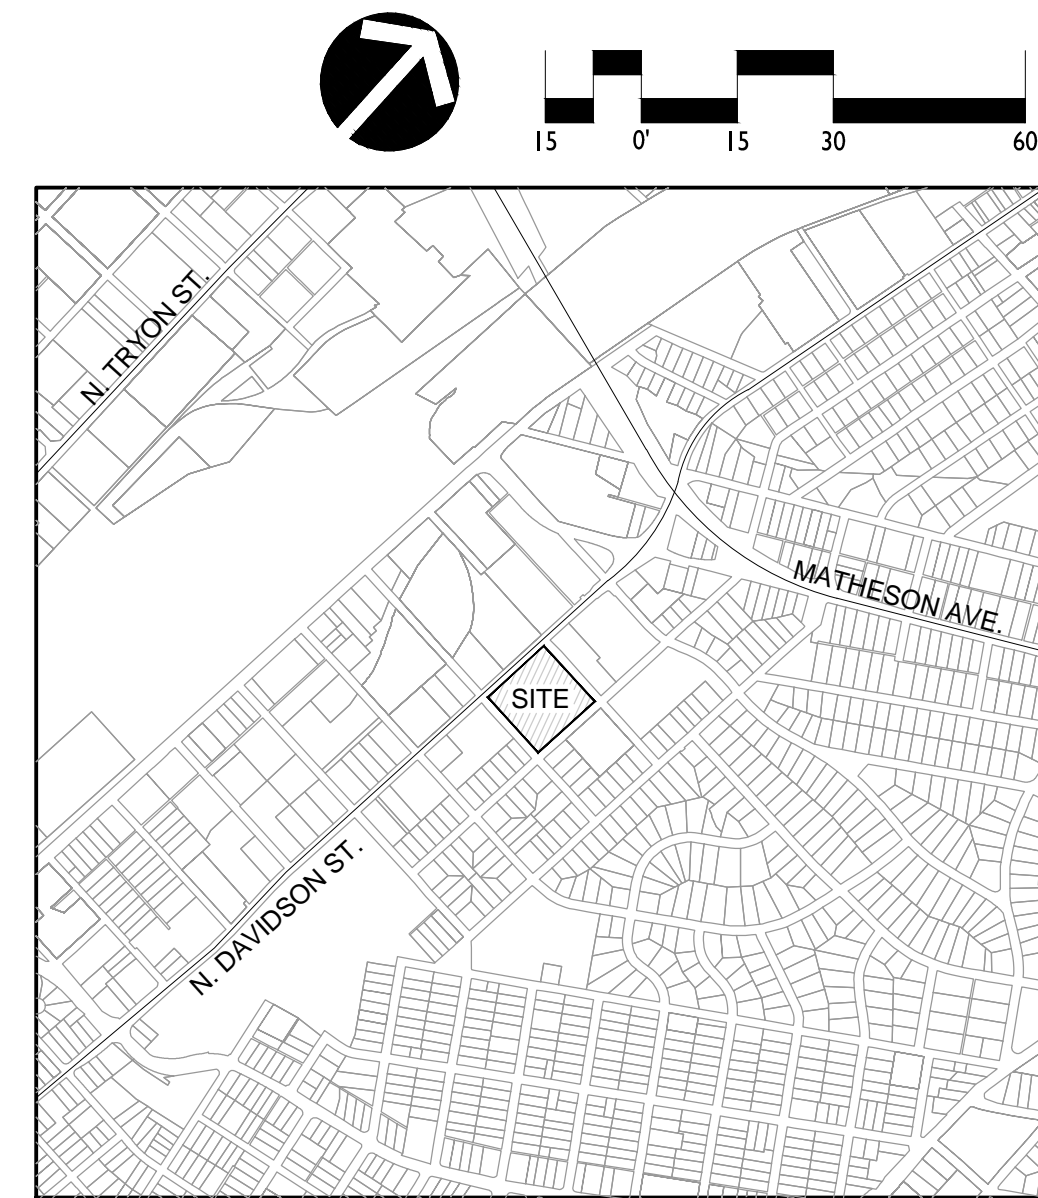 15 0' 15 30 60
N. TRYON ST.
MATHESON AVE.
SITE
N. DAVIDSON ST.